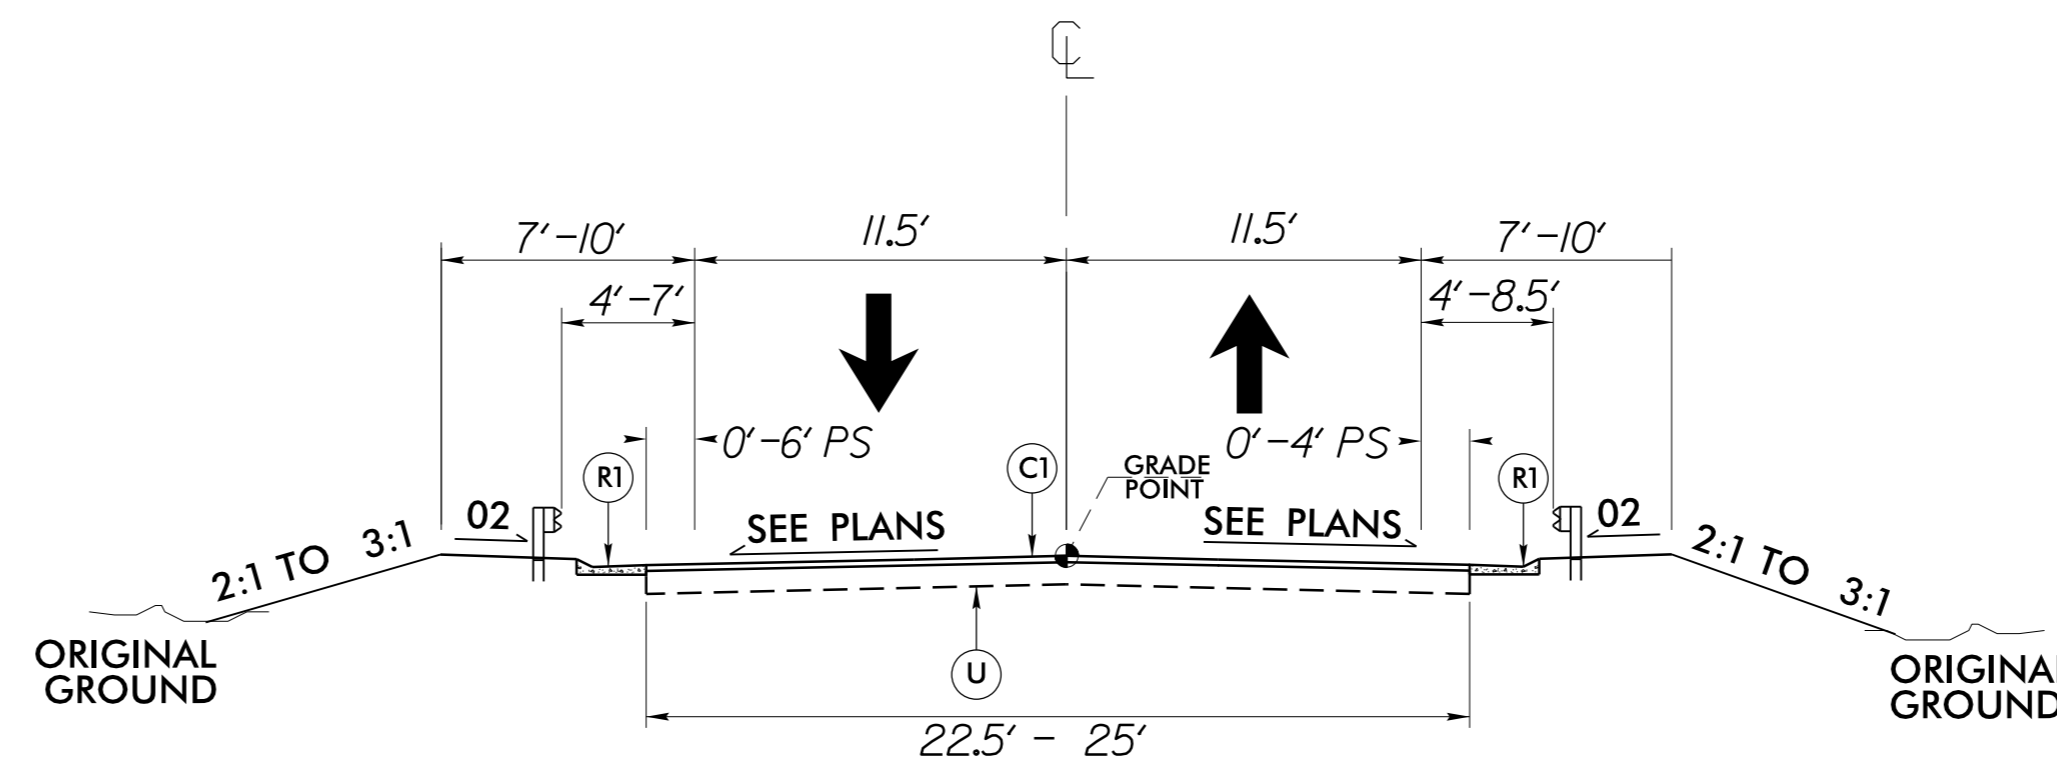 CL
7'-10'
11.5'
11.5'
7'-10'
4'-7'
4'-8.5'
0'-6' PS
0'-4' PS
R1
C1
GRADE
POINT
R1
02
SEE PLANS
SEE PLANS
02
2:1 TO 3:1
2:1 TO 3:1
ORIGINAL
GROUND
U
ORIGINAL
GROUND
22.5' - 25'